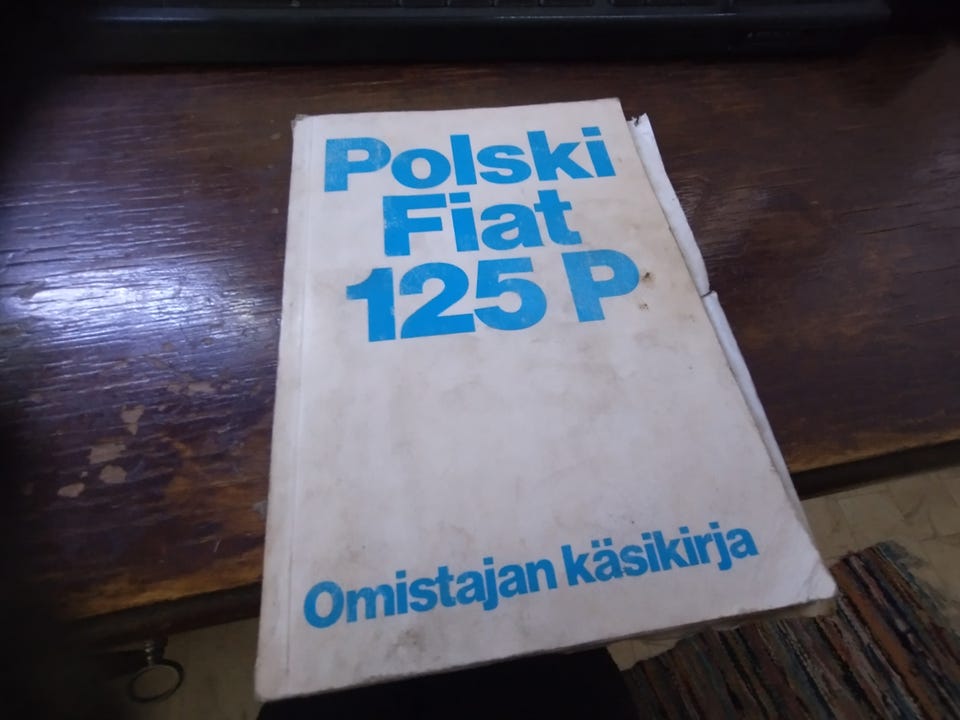 Polski
Fiat
125 P
Omistajan käsikirja